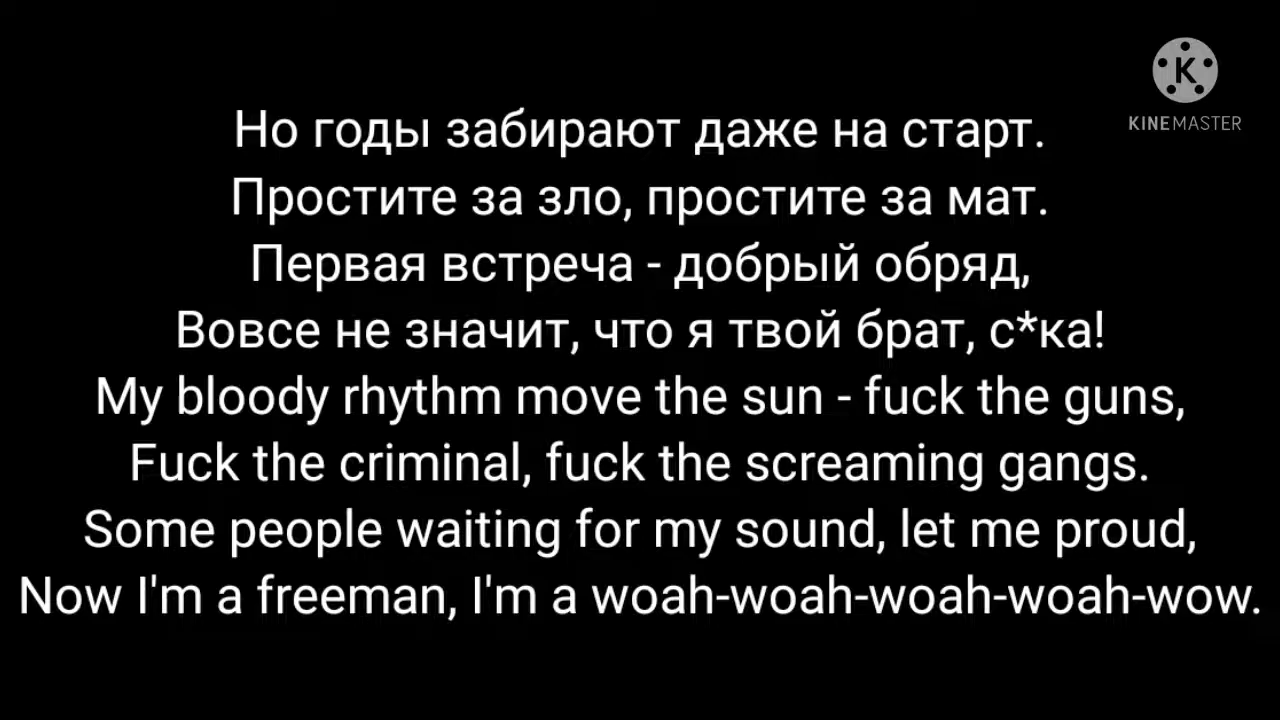 KINEMASTER
Но годы забирают даже на старт.
Простите за зло, простите за мат.
Первая встреча - добрый обряд,
Вовсе не значит, что я твой брат, с*ка!
My bloody rhythm move the sun - fuck the guns,
Fuck the criminal, fuck the screaming gangs.
Some people waiting for my sound, let me proud,
Now I'm a freeman, I'm a woah-woah-woah-woah-wow.